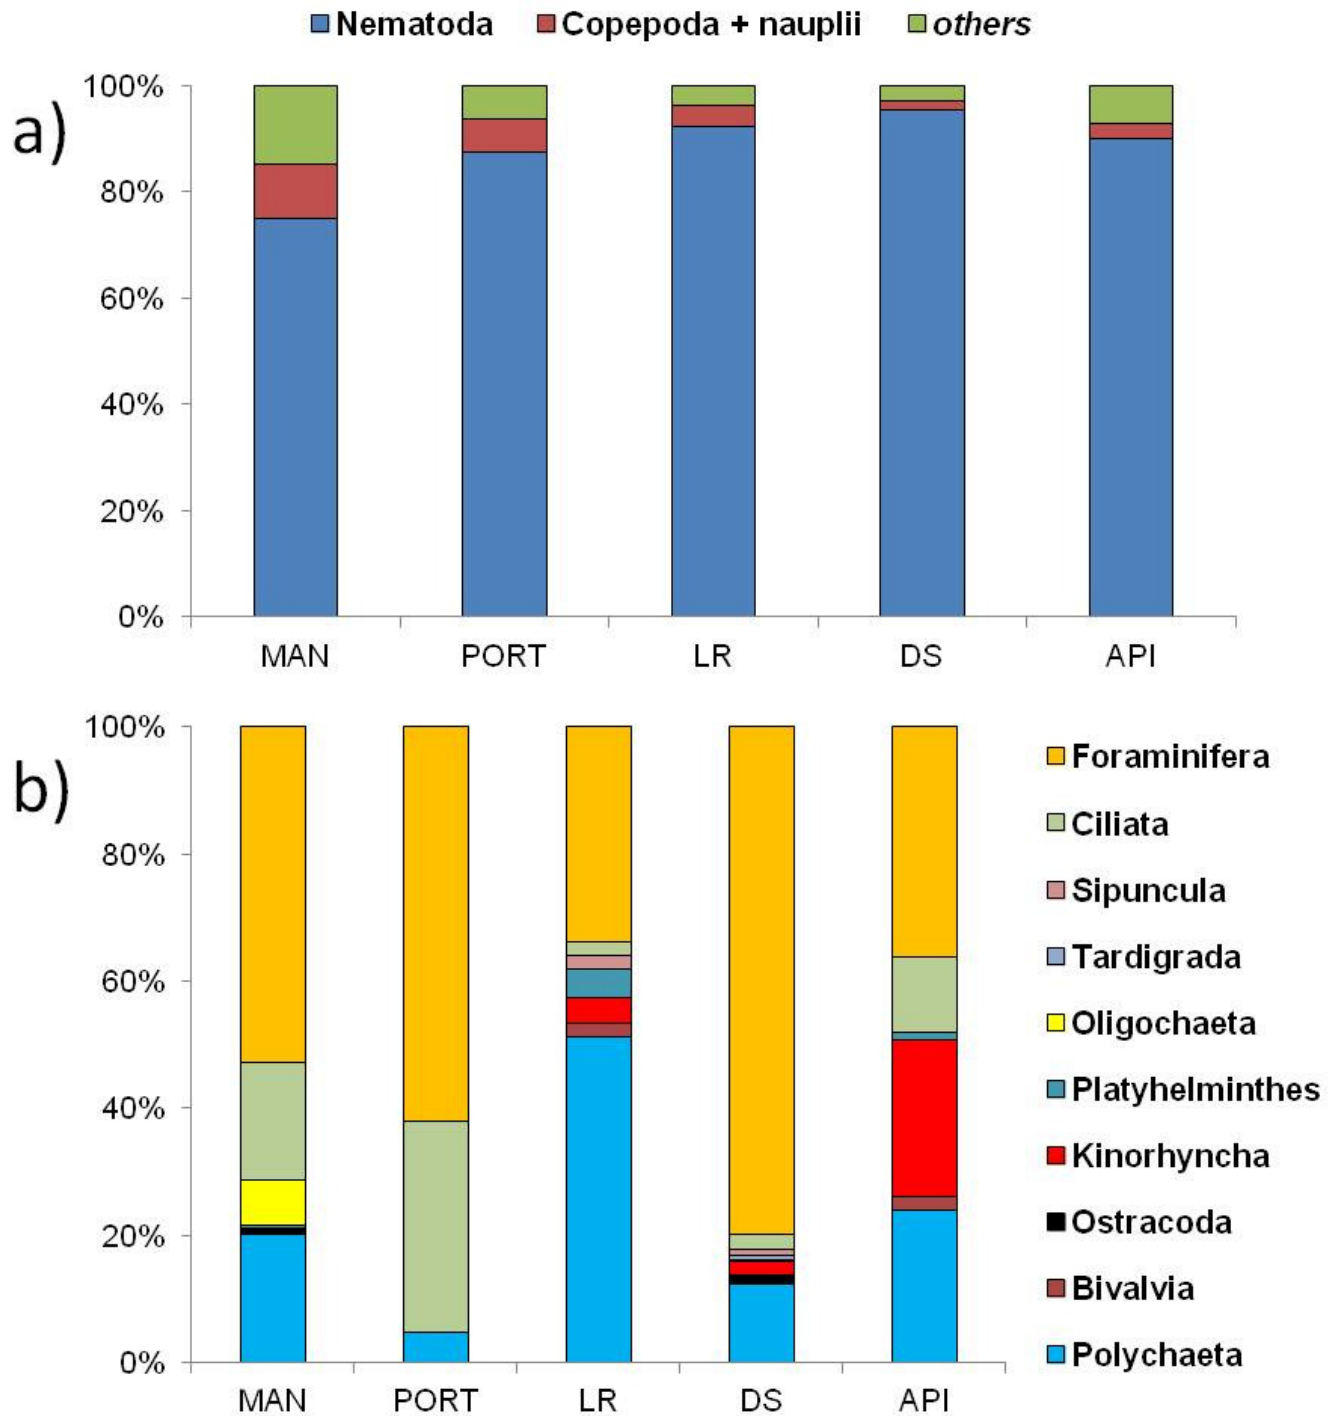 Nematoda Copepoda + nauplii others
a)
100%
80%
60%
40%
20%
0%
MAN PORT LR DS API
b)
100%
80%
60%
40%
20%
0%
MAN PORT LR DS API
Foraminifera
Ciliata
Sipuncula
Tardigrada
Oligochaeta
Platyhelminthes
Kinorhyncha
Ostracoda
Bivalvia
Polychaeta